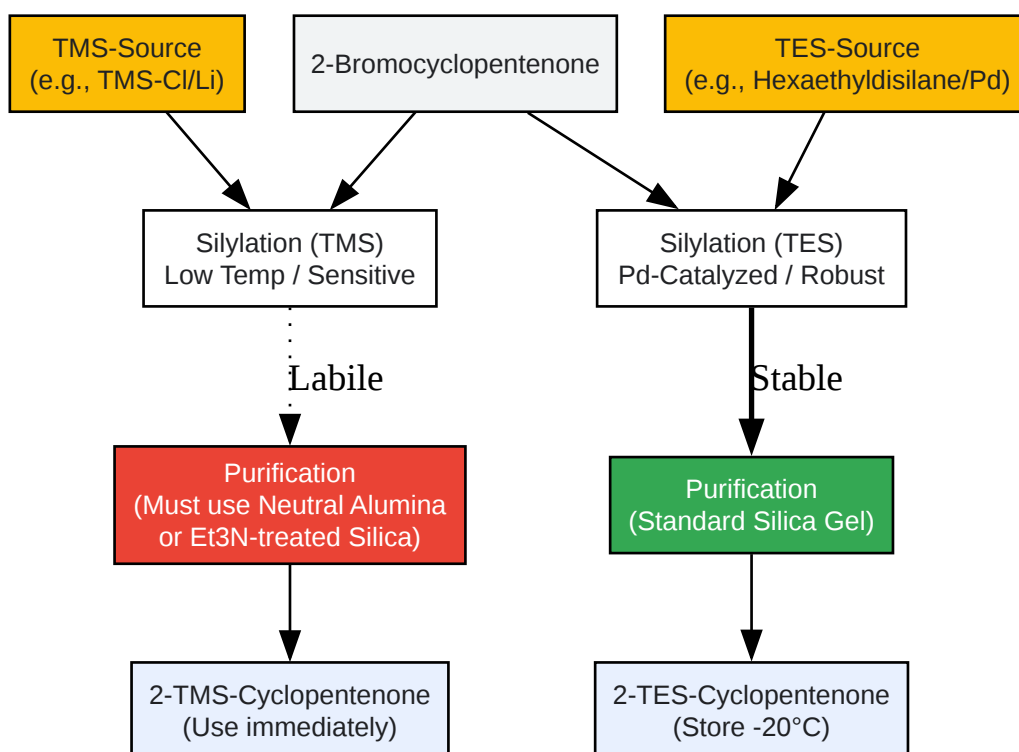 TMS-Source
(e.g., TMS-Cl/Li)
2-Bromocyclopentenone
TES-Source
(e.g., Hexaethyldisilane/Pd)
Silylation (TMS)
Low Temp / Sensitive
Silylation (TES)
Pd-Catalyzed / Robust
Labile
Stable
Purification
(Must use Neutral Alumina
or Et3N-treated Silica)
Purification
(Standard Silica Gel)
2-TMS-Cyclopentenone
(Use immediately)
2-TES-Cyclopentenone
(Store -20°C)